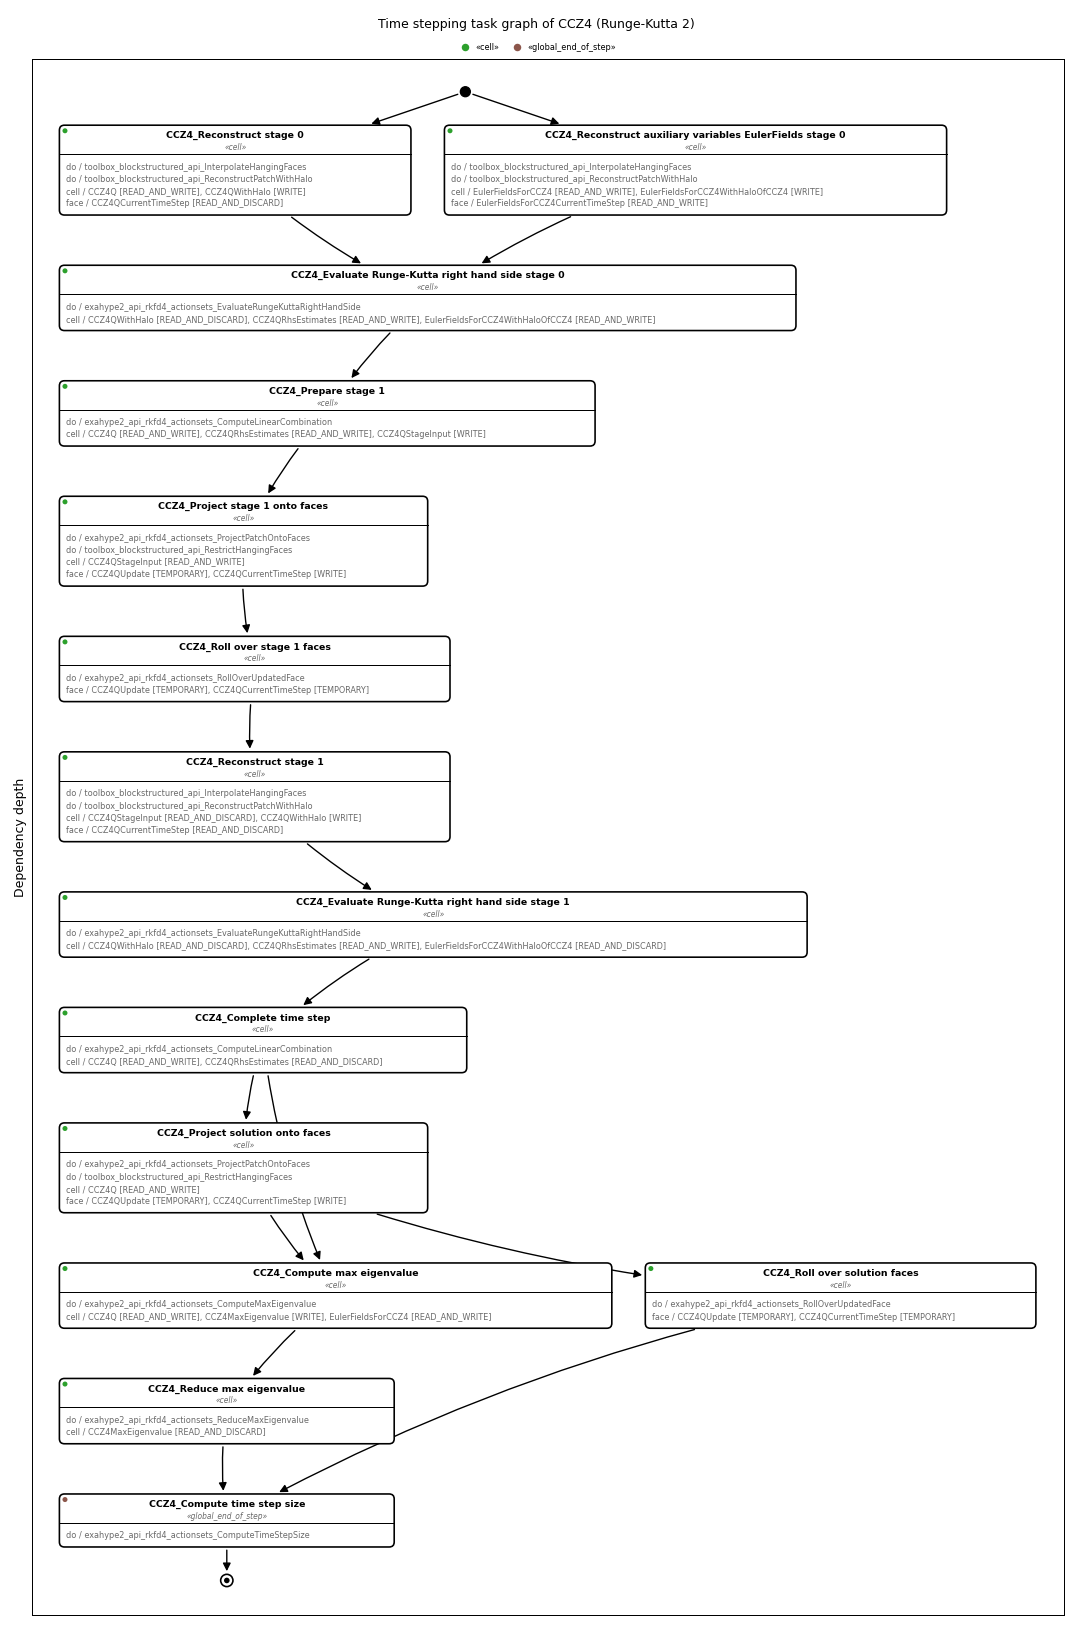 Time stepping task graph of CCZ4 (Runge-Kutta 2)
«cell» «global_end_of_step»
Dependency depth
CCZ4_Reconstruct stage 0
«cell»
do / toolbox_blockstructured_api_InterpolateHangingFaces
do / toolbox_blockstructured_api_ReconstructPatchWithHalo
cell / CCZ4Q [READ_AND_WRITE], CCZ4QWithHalo [WRITE]
face / CCZ4QCurrentTimeStep [READ_AND_DISCARD]
CCZ4_Reconstruct auxiliary variables EulerFields stage 0
«cell»
do / toolbox_blockstructured_api_InterpolateHangingFaces
do / toolbox_blockstructured_api_ReconstructPatchWithHalo
cell / EulerFieldsForCCZ4 [READ_AND_WRITE], EulerFieldsForCCZ4WithHaloOfCCZ4 [WRITE]
face / EulerFieldsForCCZ4CurrentTimeStep [READ_AND_WRITE]
CCZ4_Evaluate Runge-Kutta right hand side stage 0
«cell»
do / exahype2_api_rkfd4_actionsets_EvaluateRungeKuttaRightHandSide
cell / CCZ4QWithHalo [READ_AND_DISCARD], CCZ4QRhsEstimates [READ_AND_WRITE], EulerFieldsForCCZ4WithHaloOfCCZ4 [READ_AND_WRITE]
CCZ4_Prepare stage 1
«cell»
do / exahype2_api_rkfd4_actionsets_ComputeLinearCombination
cell / CCZ4Q [READ_AND_WRITE], CCZ4QRhsEstimates [READ_AND_WRITE], CCZ4QStageInput [WRITE]
CCZ4_Project stage 1 onto faces
«cell»
do / exahype2_api_rkfd4_actionsets_ProjectPatchOntoFaces
do / toolbox_blockstructured_api_RestrictHangingFaces
cell / CCZ4QStageInput [READ_AND_WRITE]
face / CCZ4QUpdate [TEMPORARY], CCZ4QCurrentTimeStep [WRITE]
CCZ4_Roll over stage 1 faces
«cell»
do / exahype2_api_rkfd4_actionsets_RollOverUpdatedFace
face / CCZ4QUpdate [TEMPORARY], CCZ4QCurrentTimeStep [TEMPORARY]
CCZ4_Reconstruct stage 1
«cell»
do / toolbox_blockstructured_api_InterpolateHangingFaces
do / toolbox_blockstructured_api_ReconstructPatchWithHalo
cell / CCZ4QStageInput [READ_AND_DISCARD], CCZ4QWithHalo [WRITE]
face / CCZ4QCurrentTimeStep [READ_AND_DISCARD]
CCZ4_Evaluate Runge-Kutta right hand side stage 1
«cell»
do / exahype2_api_rkfd4_actionsets_EvaluateRungeKuttaRightHandSide
cell / CCZ4QWithHalo [READ_AND_DISCARD], CCZ4QRhsEstimates [READ_AND_WRITE], EulerFieldsForCCZ4WithHaloOfCCZ4 [READ_AND_DISCARD]
CCZ4_Complete time step
«cell»
do / exahype2_api_rkfd4_actionsets_ComputeLinearCombination
cell / CCZ4Q [READ_AND_WRITE], CCZ4QRhsEstimates [READ_AND_DISCARD]
CCZ4_Project solution onto faces
«cell»
do / exahype2_api_rkfd4_actionsets_ProjectPatchOntoFaces
do / toolbox_blockstructured_api_RestrictHangingFaces
cell / CCZ4Q [READ_AND_WRITE]
face / CCZ4QUpdate [TEMPORARY], CCZ4QCurrentTimeStep [WRITE]
CCZ4_Compute max eigenvalue
«cell»
do / exahype2_api_rkfd4_actionsets_ComputeMaxEigenvalue
cell / CCZ4Q [READ_AND_WRITE], CCZ4MaxEigenvalue [WRITE], EulerFieldsForCCZ4 [READ_AND_WRITE]
CCZ4_Roll over solution faces
«cell»
do / exahype2_api_rkfd4_actionsets_RollOverUpdatedFace
face / CCZ4QUpdate [TEMPORARY], CCZ4QCurrentTimeStep [TEMPORARY]
CCZ4_Reduce max eigenvalue
«cell»
do / exahype2_api_rkfd4_actionsets_ReduceMaxEigenvalue
cell / CCZ4MaxEigenvalue [READ_AND_DISCARD]
CCZ4_Compute time step size
«global_end_of_step»
do / exahype2_api_rkfd4_actionsets_ComputeTimeStepSize